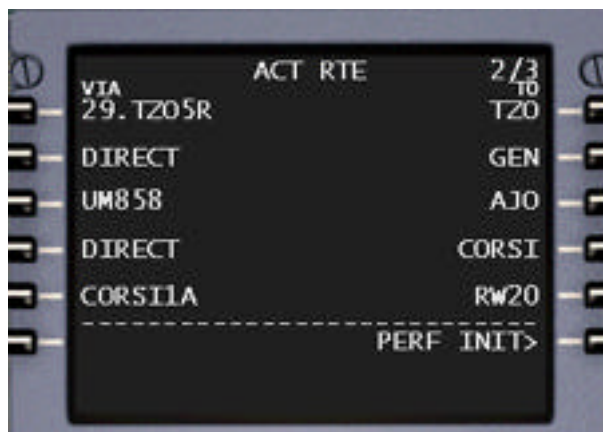 ACT RTE 2/3
VIA TO
29.TZO5R TZO
DIRECT GEN
UM858 AJO
DIRECT CORSI
CORSI1A RW20
PERF INIT>